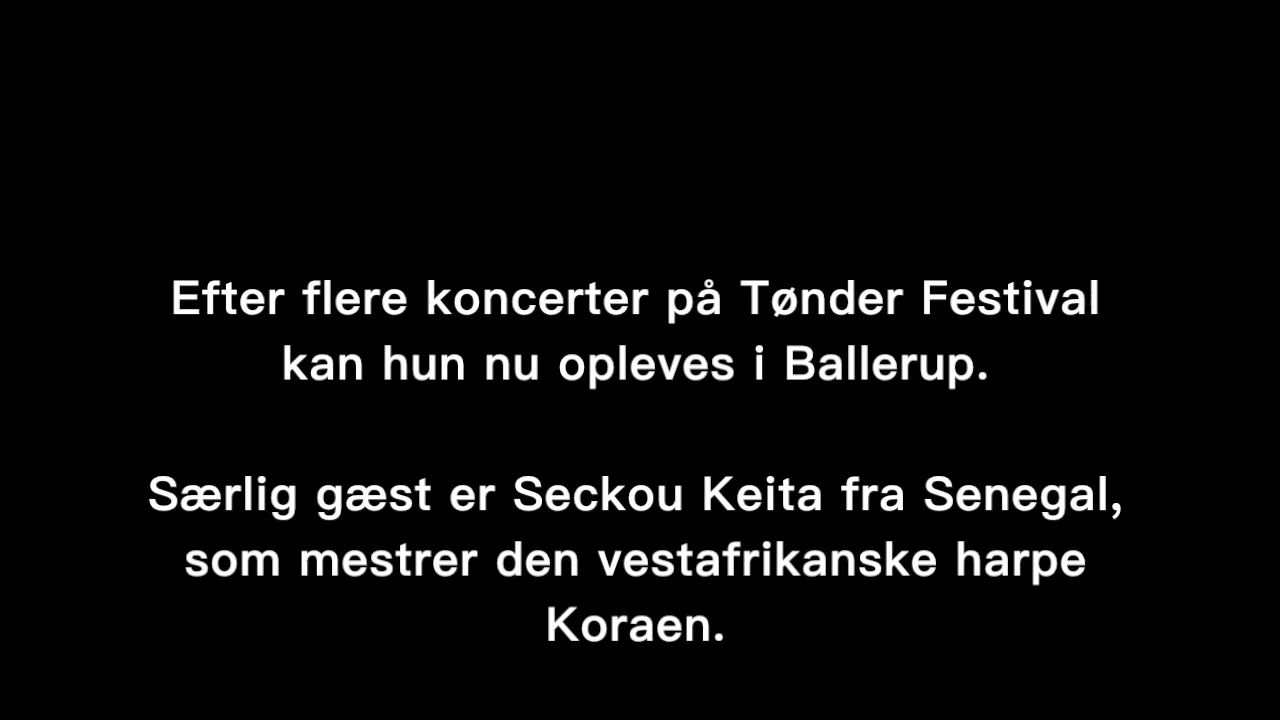 Efter flere koncerter på Tønder Festival
kan hun nu opleves i Ballerup.
Særlig gæst er Seckou Keita fra Senegal,
som mestrer den vestafrikanske harpe
Koraen.